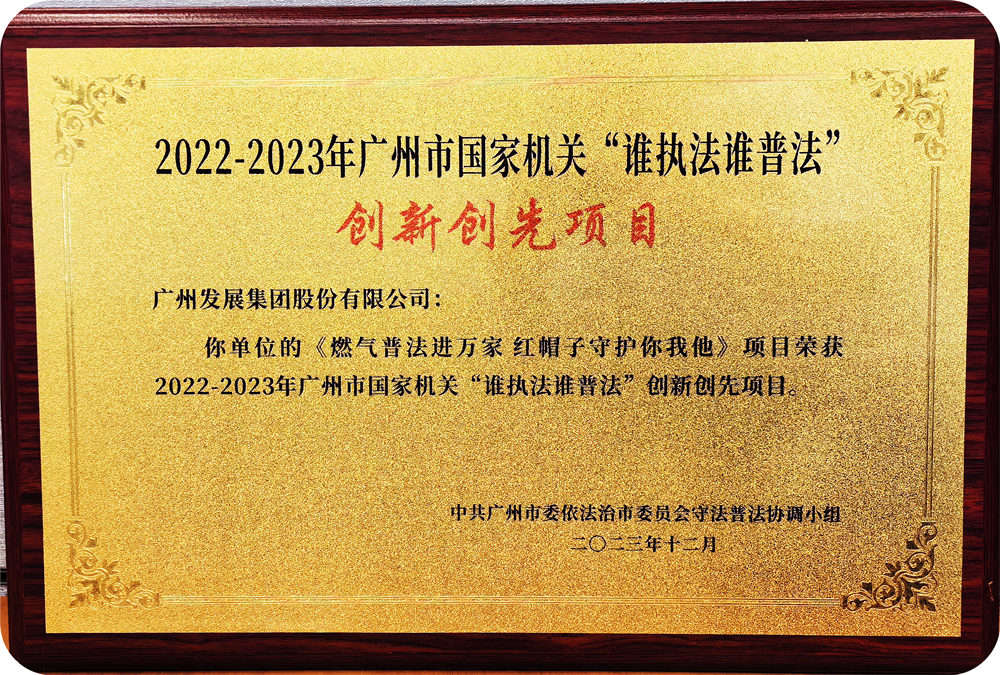 2022-2023年广州市国家机关“谁执法谁普法”
创新创先项目
广州发展集团股份有限公司：
你单位的《燃气普法进万家 红帽子守护你我他》项目荣获
2022-2023年广州市国家机关“谁执法谁普法”创新创先项目。
中共广州市委依法治市委员会守法普法协调小组
二〇二三年十二月